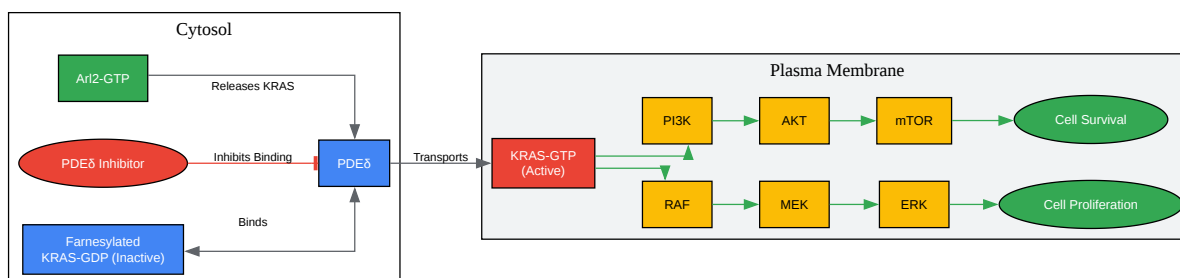 Cytosol
Arl2-GTP
Releases KRAS
PDEδ Inhibitor
Inhibits Binding
PDEδ
Transports
Binds
Farnesylated
KRAS-GDP (Inactive)
Plasma Membrane
KRAS-GTP
(Active)
PI3K
AKT
mTOR
Cell Survival
RAF
MEK
ERK
Cell Proliferation